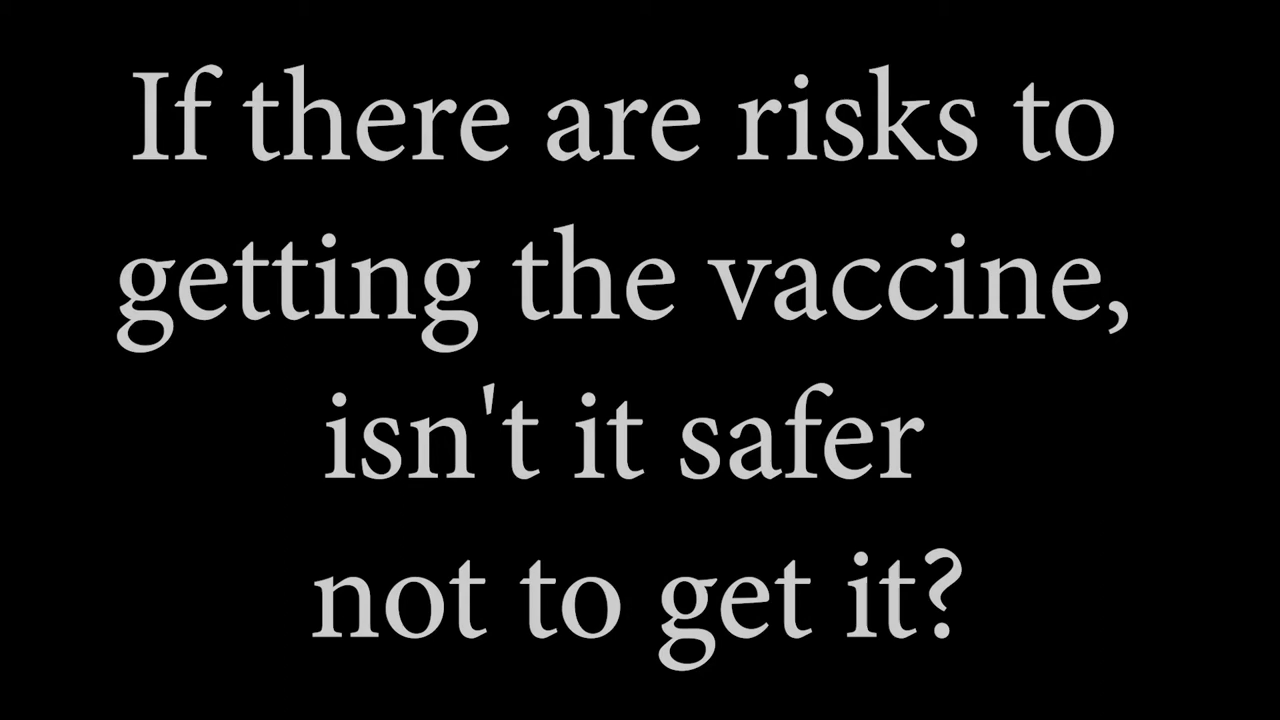 If there are risks to
getting the vaccine,
isn't it safer
not to get it?